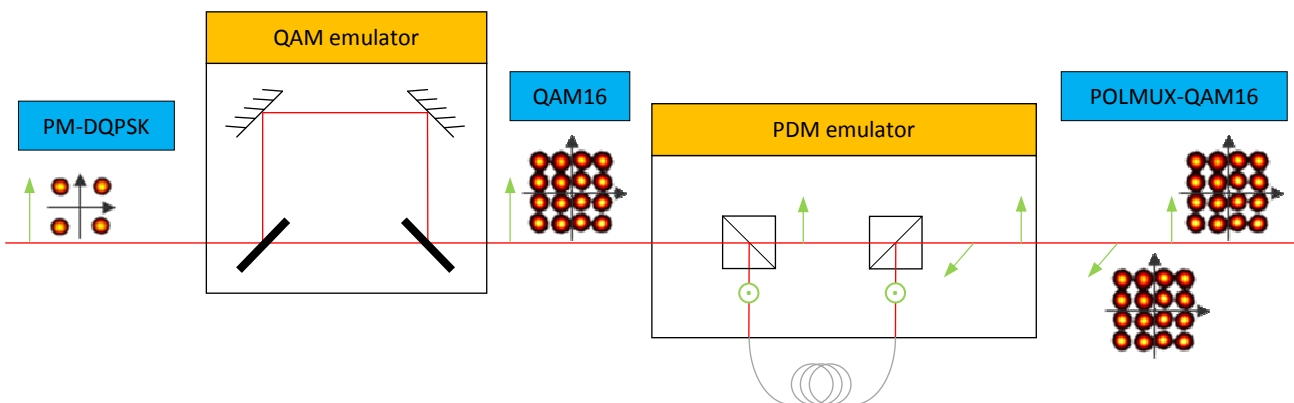 QAM emulator
PM-DQPSK
QAM16
PDM emulator
POLMUX-QAM16